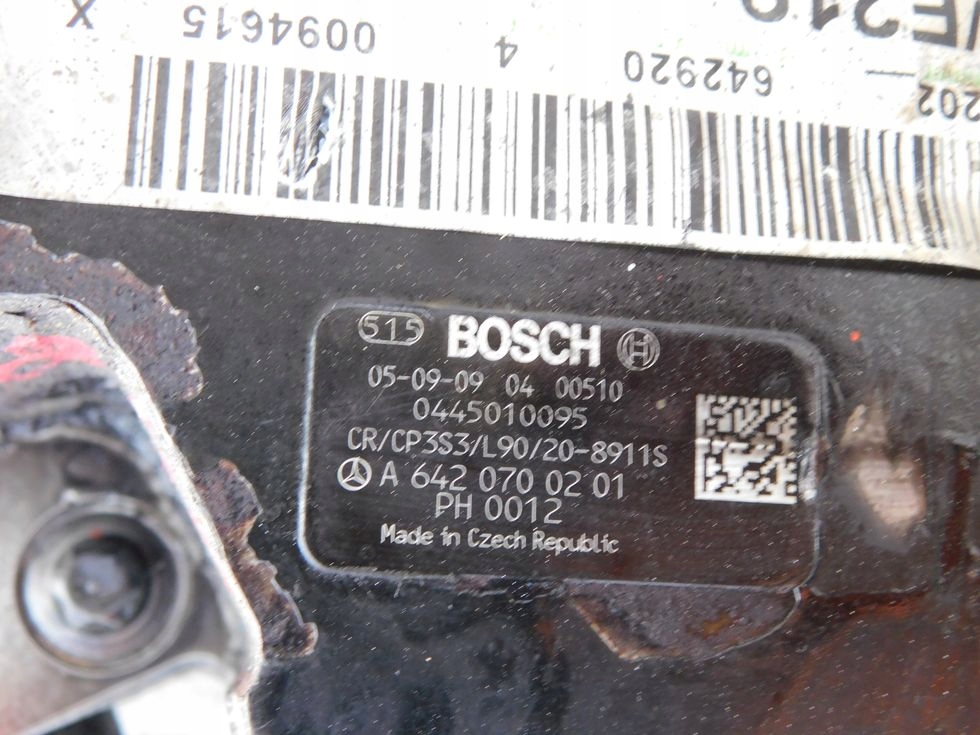 X
0094615
4
642920
515 BOSCH
05-09-09 04 00510
0445010095
CR/CP3S3/L90/20-8911S
A 642 070 02 01
PH 0012
Made in Czech Republic